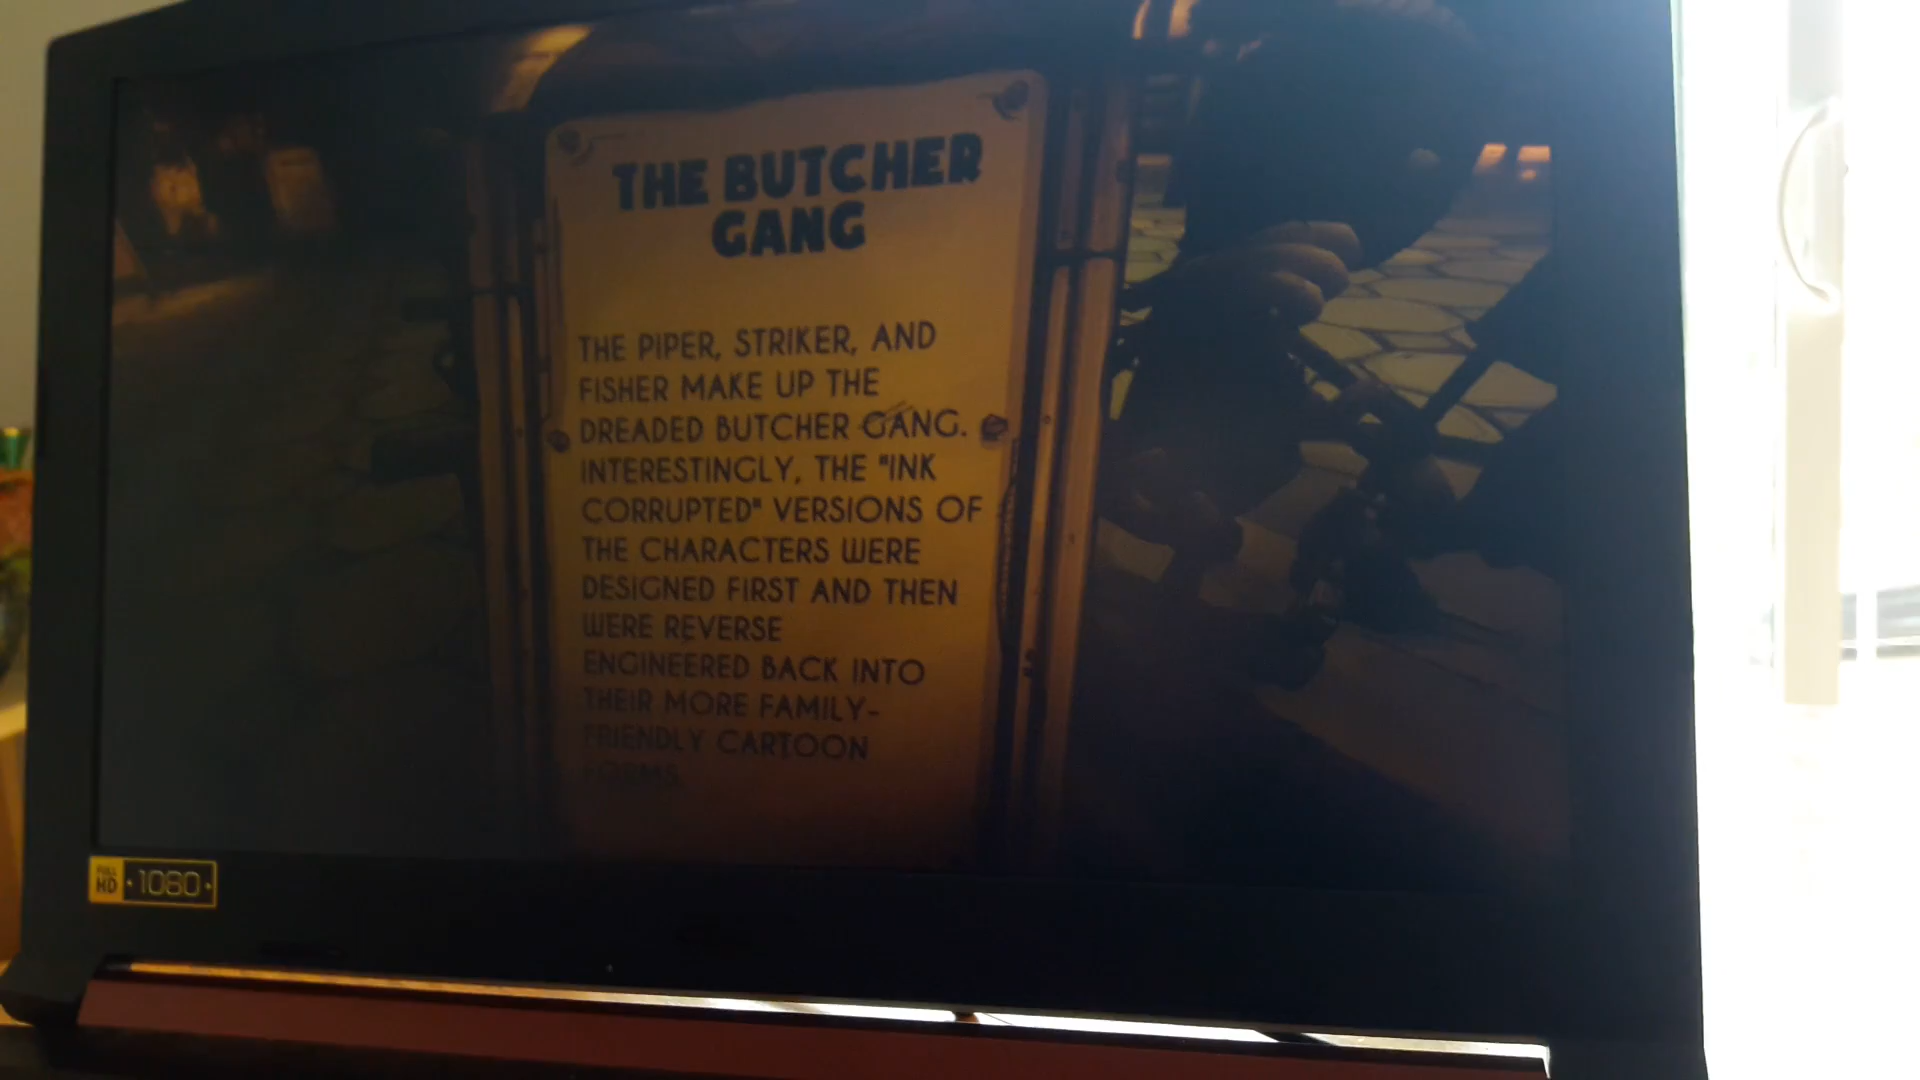 THE BUTCHER
GANG
THE PIPER, STRIKER, AND
FISHER MAKE UP THE
DREADED BUTCHER GANG.
INTERESTINGLY, THE "INK
CORRUPTED" VERSIONS OF
THE CHARACTERS WERE
DESIGNED FIRST AND THEN
WERE REVERSE
ENGINEERED BACK INTO
THEIR MORE FAMILY-
FRIENDLY CARTOON
FORMS.
FULL
HD
·1080·